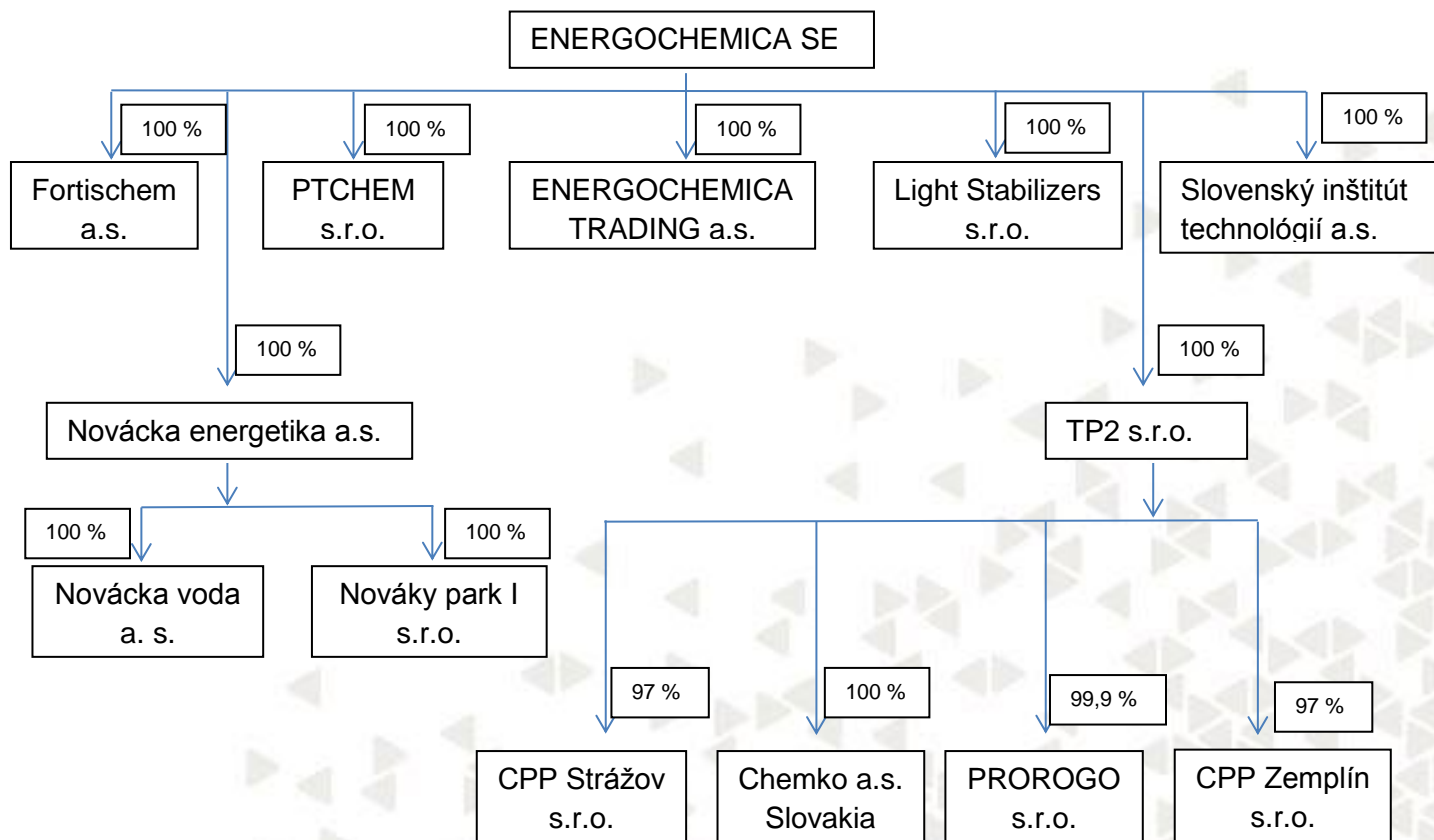 ENERGOCHEMICA SE
100 %
100 %
100 %
100 %
100 %
Fortischem
a.s.
PTCHEM
s.r.o.
ENERGOCHEMICA
TRADING a.s.
Light Stabilizers
s.r.o.
Slovenský inštitút
technológií a.s.
100 %
100 %
Novácka energetika a.s.
TP2 s.r.o.
100 %
100 %
Novácka voda
a. s.
Nováky park I
s.r.o.
97 %
100 %
99,9 %
97 %
CPP Strážov
s.r.o.
Chemko a.s.
Slovakia
PROROGO
s.r.o.
CPP Zemplín
s.r.o.